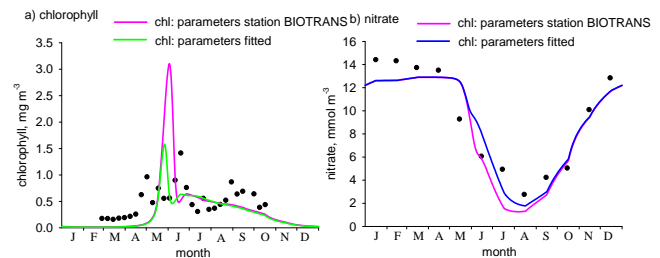 a) chlorophyll
chl: parameters station BIOTRANS
chl: parameters fitted
3.5
3.0
2.5
2.0
1.5
1.0
0.5
0.0
chlorophyll, mg m-3
J F M A M J J A S O N D
month
b) nitrate
chl: parameters station BIOTRANS
chl: parameters fitted
16
14
12
10
8
6
4
2
0
nitrate, mmol m-3
J F M A M J J A S O N D
month